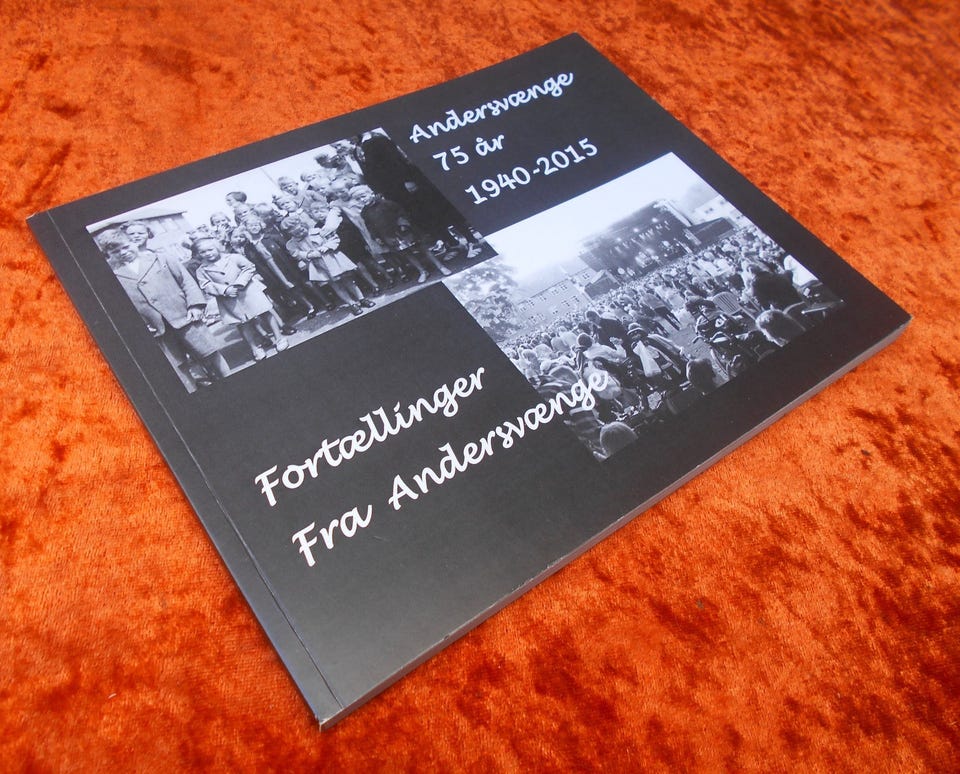 Andersvænge
75 år
1940-2015
Fortællinger
Fra Andersvænge